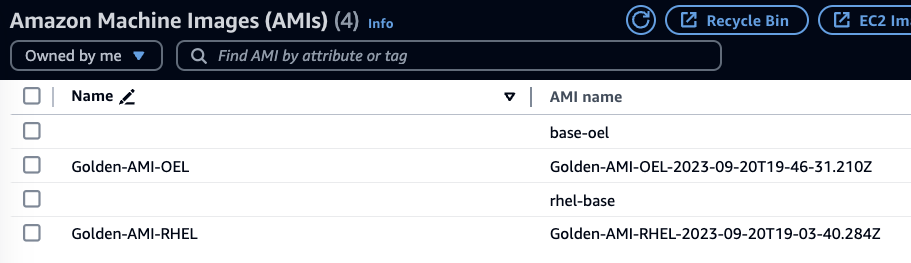 Amazon Machine Images (AMIs) (4) Info
Recycle Bin
EC2 Im
Owned by me
Find AMI by attribute or tag
Name
AMI name
base-oel
Golden-AMI-OEL
Golden-AMI-OEL-2023-09-20T19-46-31.210Z
rhel-base
Golden-AMI-RHEL
Golden-AMI-RHEL-2023-09-20T19-03-40.284Z